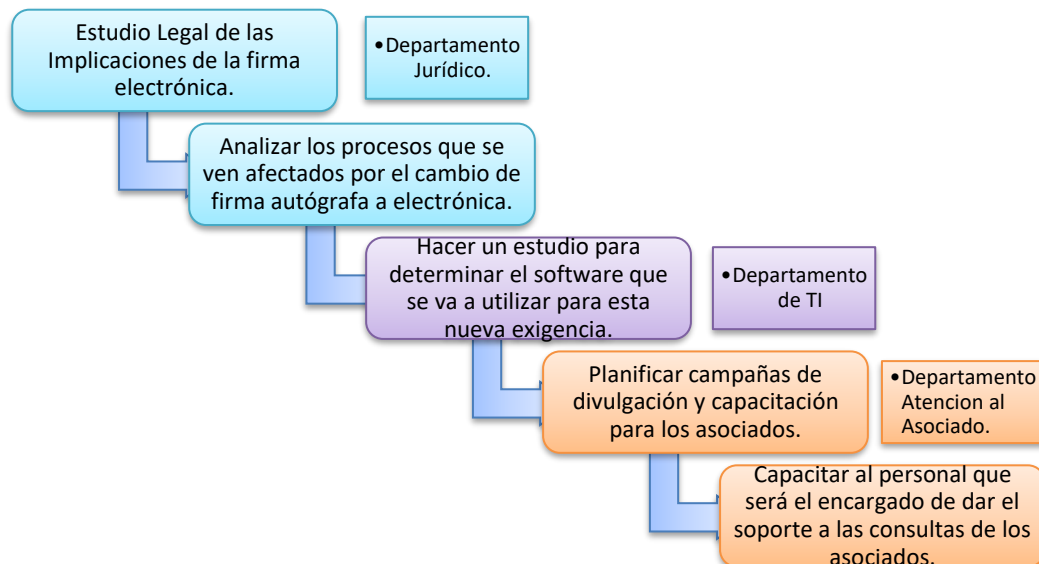 Estudio Legal de las
Implicaciones de la firma
electrónica.
•Departamento
Jurídico.
Analizar los procesos que se
ven afectados por el cambio de
firma autógrafa a electrónica.
Hacer un estudio para
determinar el software que
se va a utilizar para esta
nueva exigencia.
•Departamento
de TI
Planificar campañas de
divulgación y capacitación
para los asociados.
•Departamento
Atencion al
Asociado.
Capacitar al personal que
será el encargado de dar el
soporte a las consultas de los
asociados.